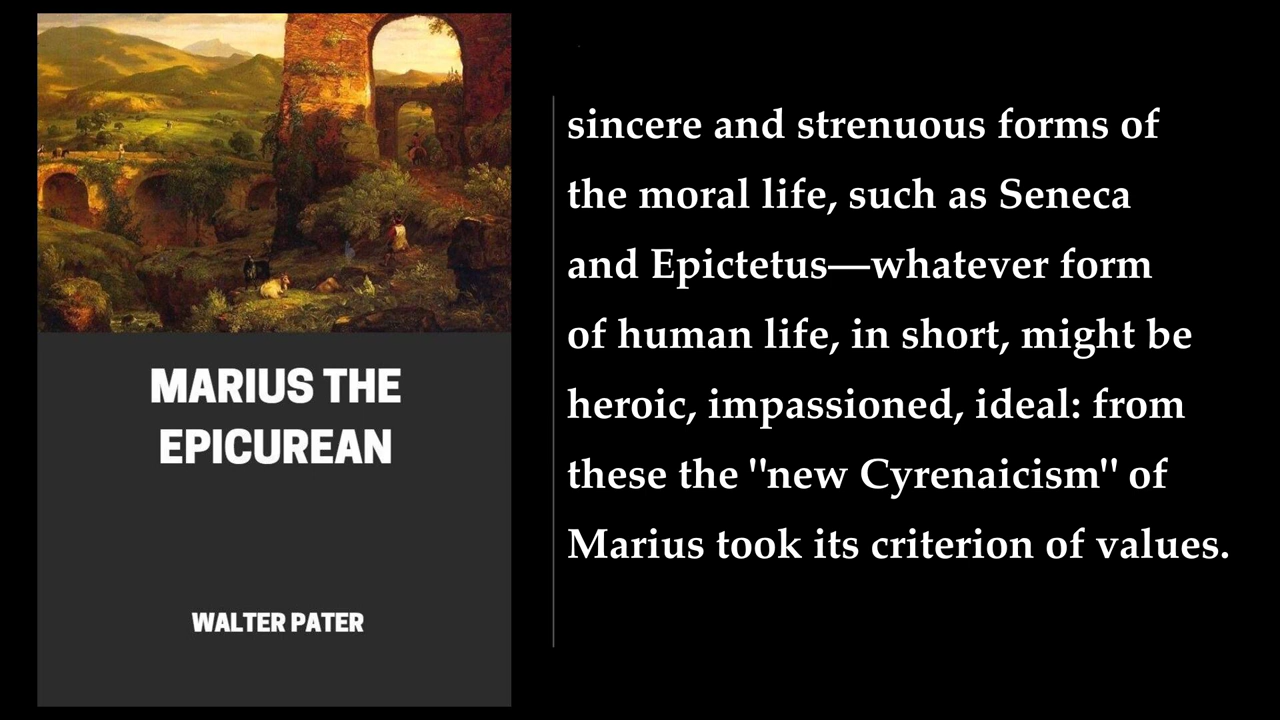 MARIUS THE
EPICUREAN
WALTER PATER
sincere and strenuous forms of
the moral life, such as Seneca
and Epictetus—whatever form
of human life, in short, might be
heroic, impassioned, ideal: from
these the "new Cyrenaicism" of
Marius took its criterion of values.